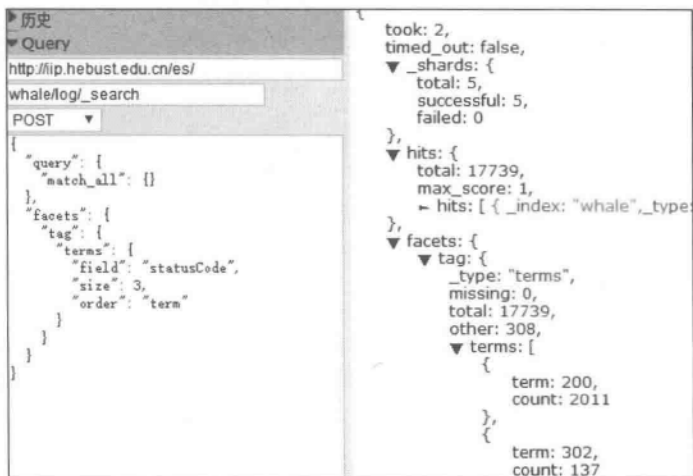 历史
Query
http://iip.hebust.edu.cn/es/
whale/log/_search
POST
{
"query": {
"match_all": {}
},
"facets": {
"tag": {
"terms": {
"field": "statusCode",
"size": 3,
"order": "term"
}
}
}
}
{
took: 2,
timed_out: false,
_shards: {
total: 5,
successful: 5,
failed: 0
},
hits: {
total: 17739,
max_score: 1,
hits: [ { _index: "whale",_type:
},
facets: {
tag: {
_type: "terms",
missing: 0,
total: 17739,
other: 308,
terms: [
{
term: 200,
count: 2011
},
{
term: 302,
count: 137